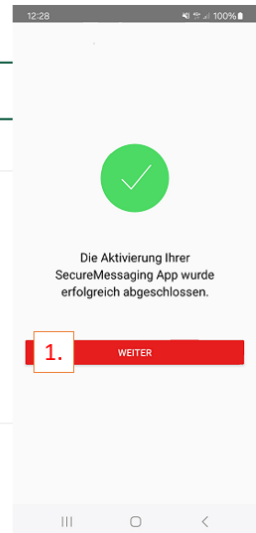 12:28 100%
Die Aktivierung Ihrer
SecureMessaging App wurde
erfolgreich abgeschlossen.
1. WEITER